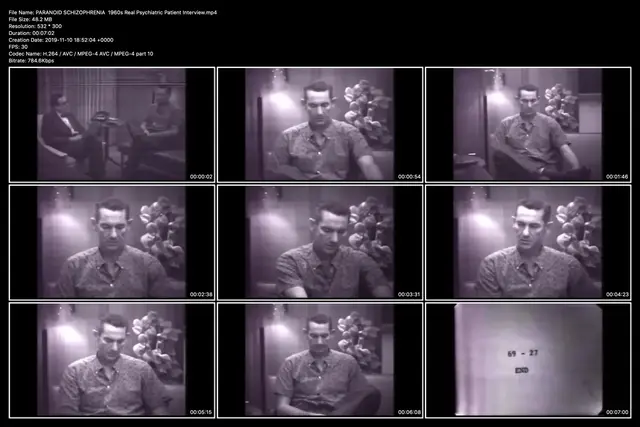 File Name: PARANOID SCHIZOPHRENIA 1960s Real Psychiatric Patient Interview.mp4
File Size: 48.2 MB
Resolution: 532 * 300
Duration: 00:07:02
Creation Date: 2019-11-10 18:52:04 +0000
FPS: 30
Codec Name: H.264 / AVC / MPEG-4 AVC / MPEG-4 part 10
Bitrate: 784.6Kbps
00:00:02
00:00:54
00:01:46
00:02:38
00:03:31
00:04:23
00:05:15
00:06:08
69 - 27
END
00:07:00